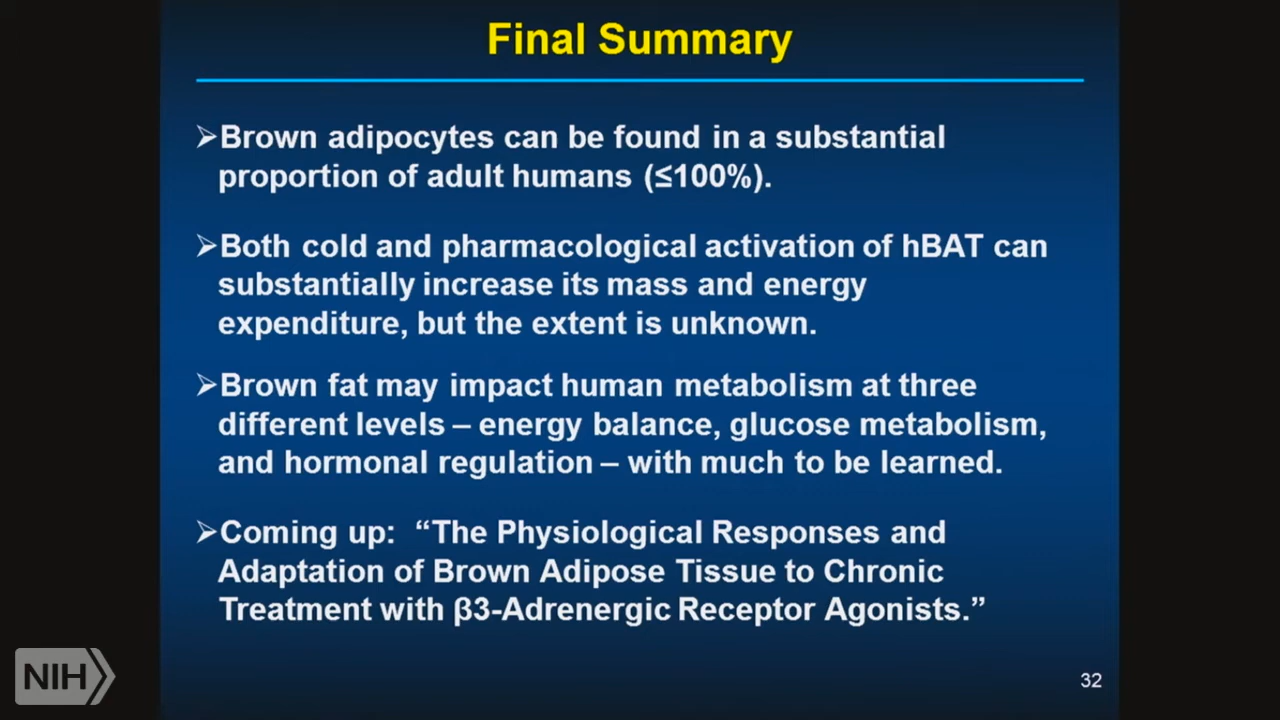 Final Summary
➢Brown adipocytes can be found in a substantial
proportion of adult humans (≤100%).
➢Both cold and pharmacological activation of hBAT can
substantially increase its mass and energy
expenditure, but the extent is unknown.
➢Brown fat may impact human metabolism at three
different levels – energy balance, glucose metabolism,
and hormonal regulation – with much to be learned.
➢Coming up:  “The Physiological Responses and
Adaptation of Brown Adipose Tissue to Chronic
Treatment with β3-Adrenergic Receptor Agonists.”
NIH
32